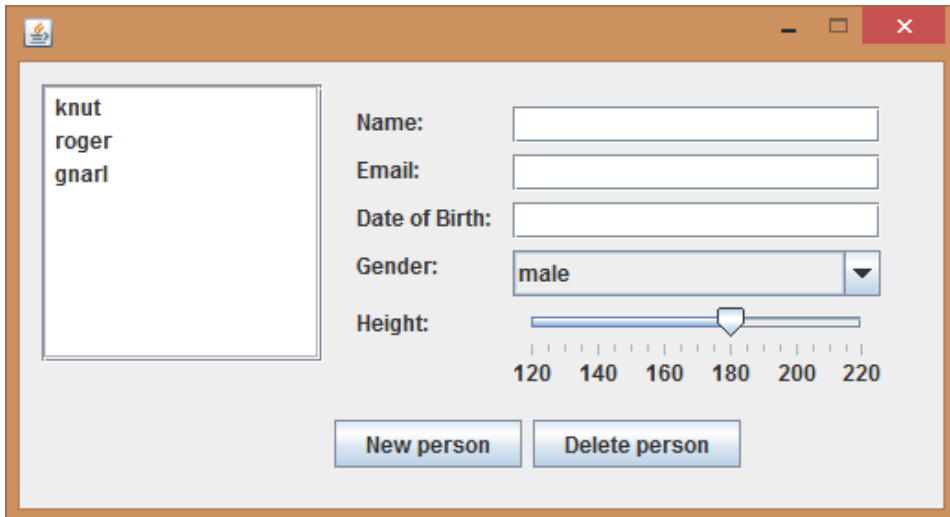 knut
roger
gnarl
Name:
Email:
Date of Birth:
Gender: male
Height:
120 140 160 180 200 220
New person Delete person